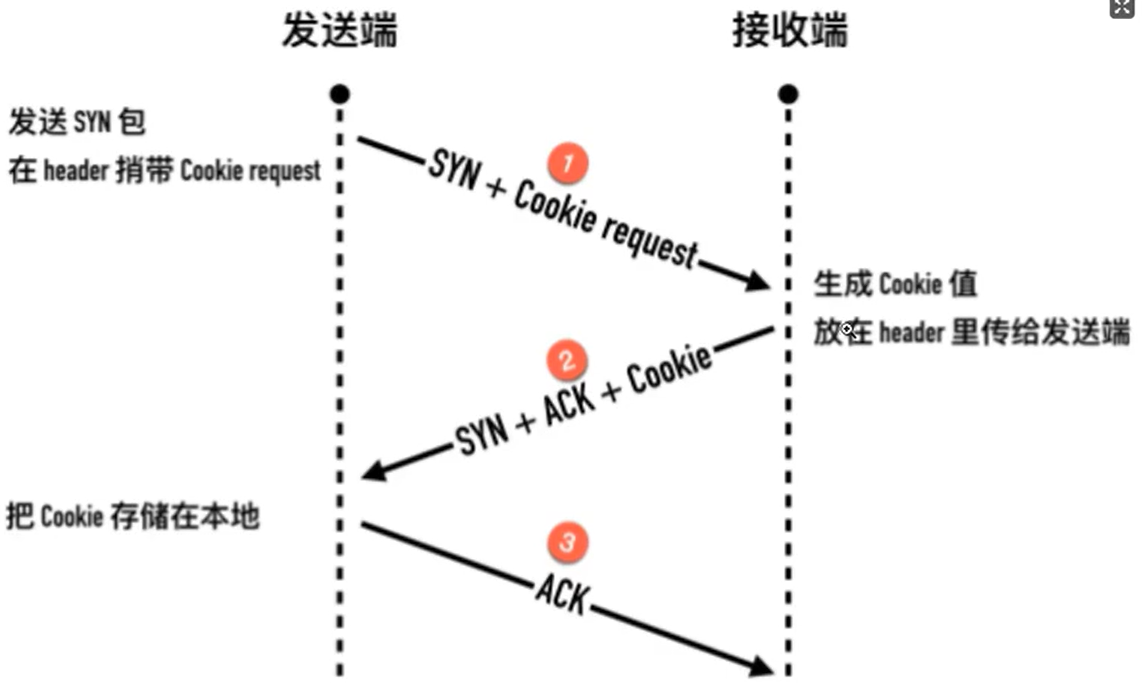 发送端
接收端
发送 SYN 包
在 header 捎带 Cookie request
1
SYN + Cookie request
生成 Cookie 值
放在 header 里传给发送端
2
SYN + ACK + Cookie
把 Cookie 存储在本地
3
ACK